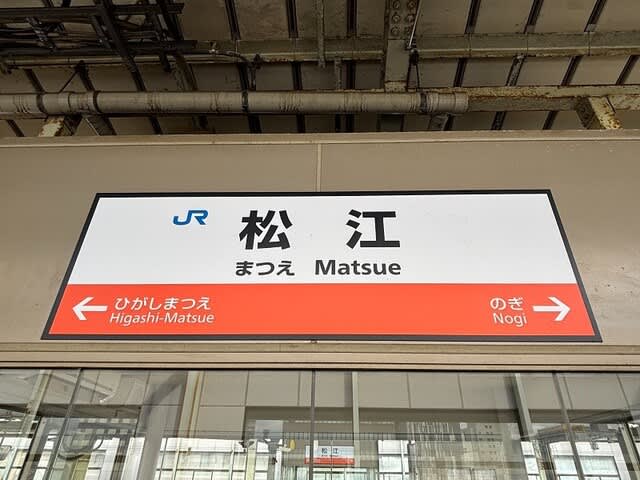 JR 松江
まつえ Matsue
← ひがしまつえ
Higashi-Matsue
のぎ →
Nogi
松江